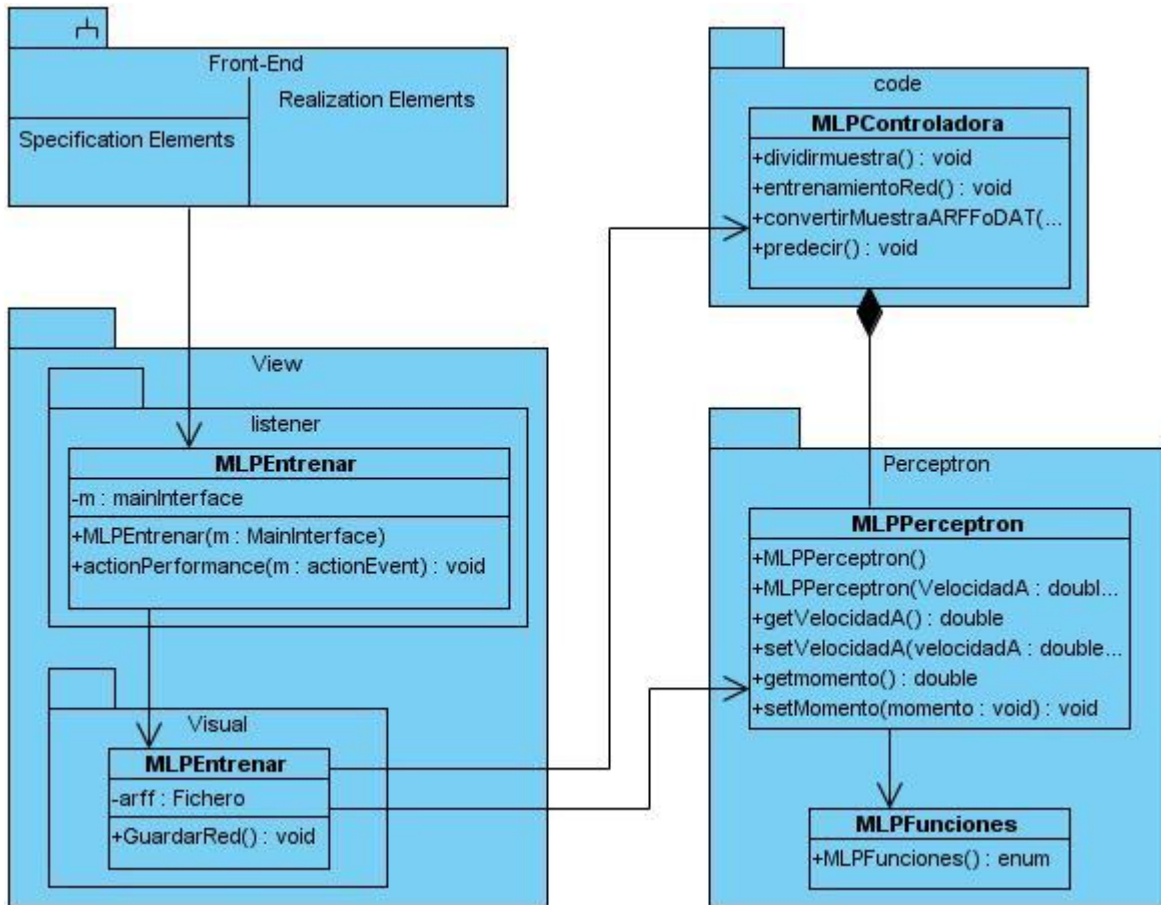 Front-End
Realization Elements
Specification Elements
code
MLPControladora
+dividirmuestra() : void
+entrenamientoRed() : void
+convertirMuestraARFFoDAT(...
+predecir() : void
View
listener
MLPEntrenar
-m : mainInterface
+MLPEntrenar(m : MainInterface)
+actionPerformance(m : actionEvent) : void
Visual
MLPEntrenar
-arff : Fichero
+GuardarRed() : void
Perceptron
MLPPerceptron
+MLPPerceptron()
+MLPPerceptron(VelocidadA : doubl...
+getVelocidadA() : double
+setVelocidadA(velocidadA : double...
+getmomento() : double
+setMomento(momento : void) : void
MLPFunciones
+MLPFunciones() : enum